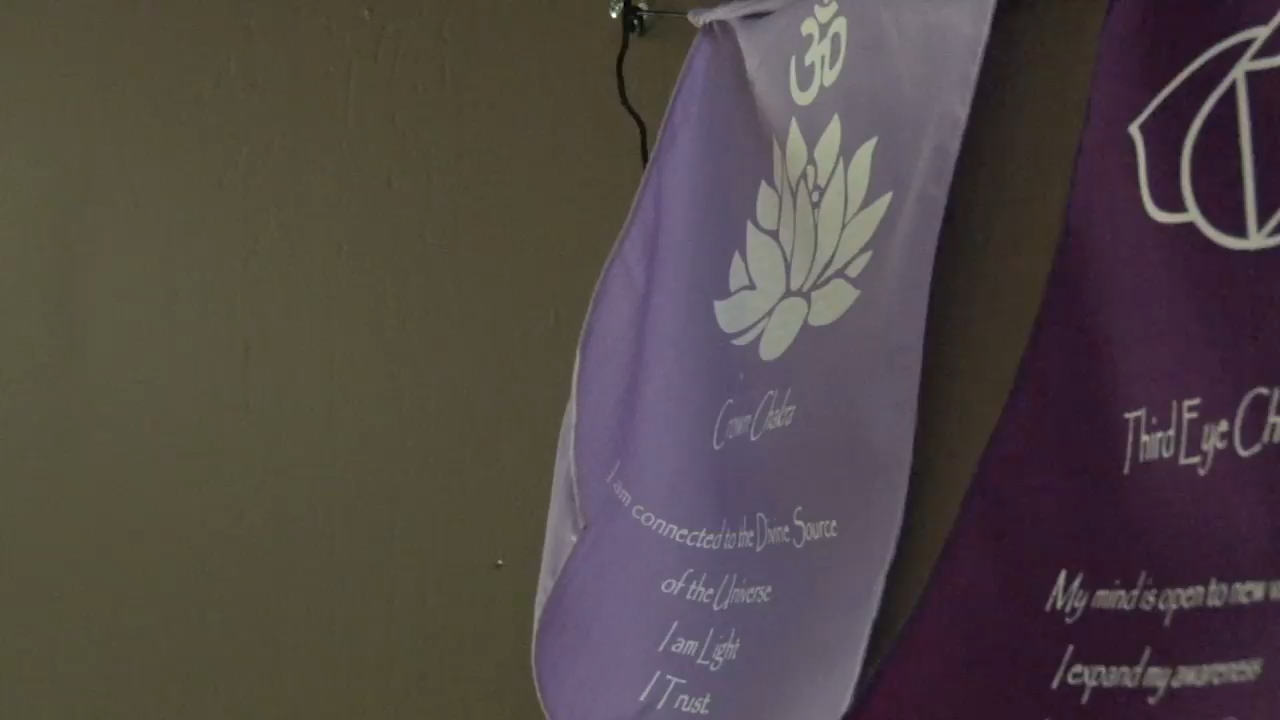 ॐ
Crown Chakra
I am connected to the Divine Source
of the Universe
I am Light
I Trust.
Third Eye
My mind is open to new
I expand my awareness